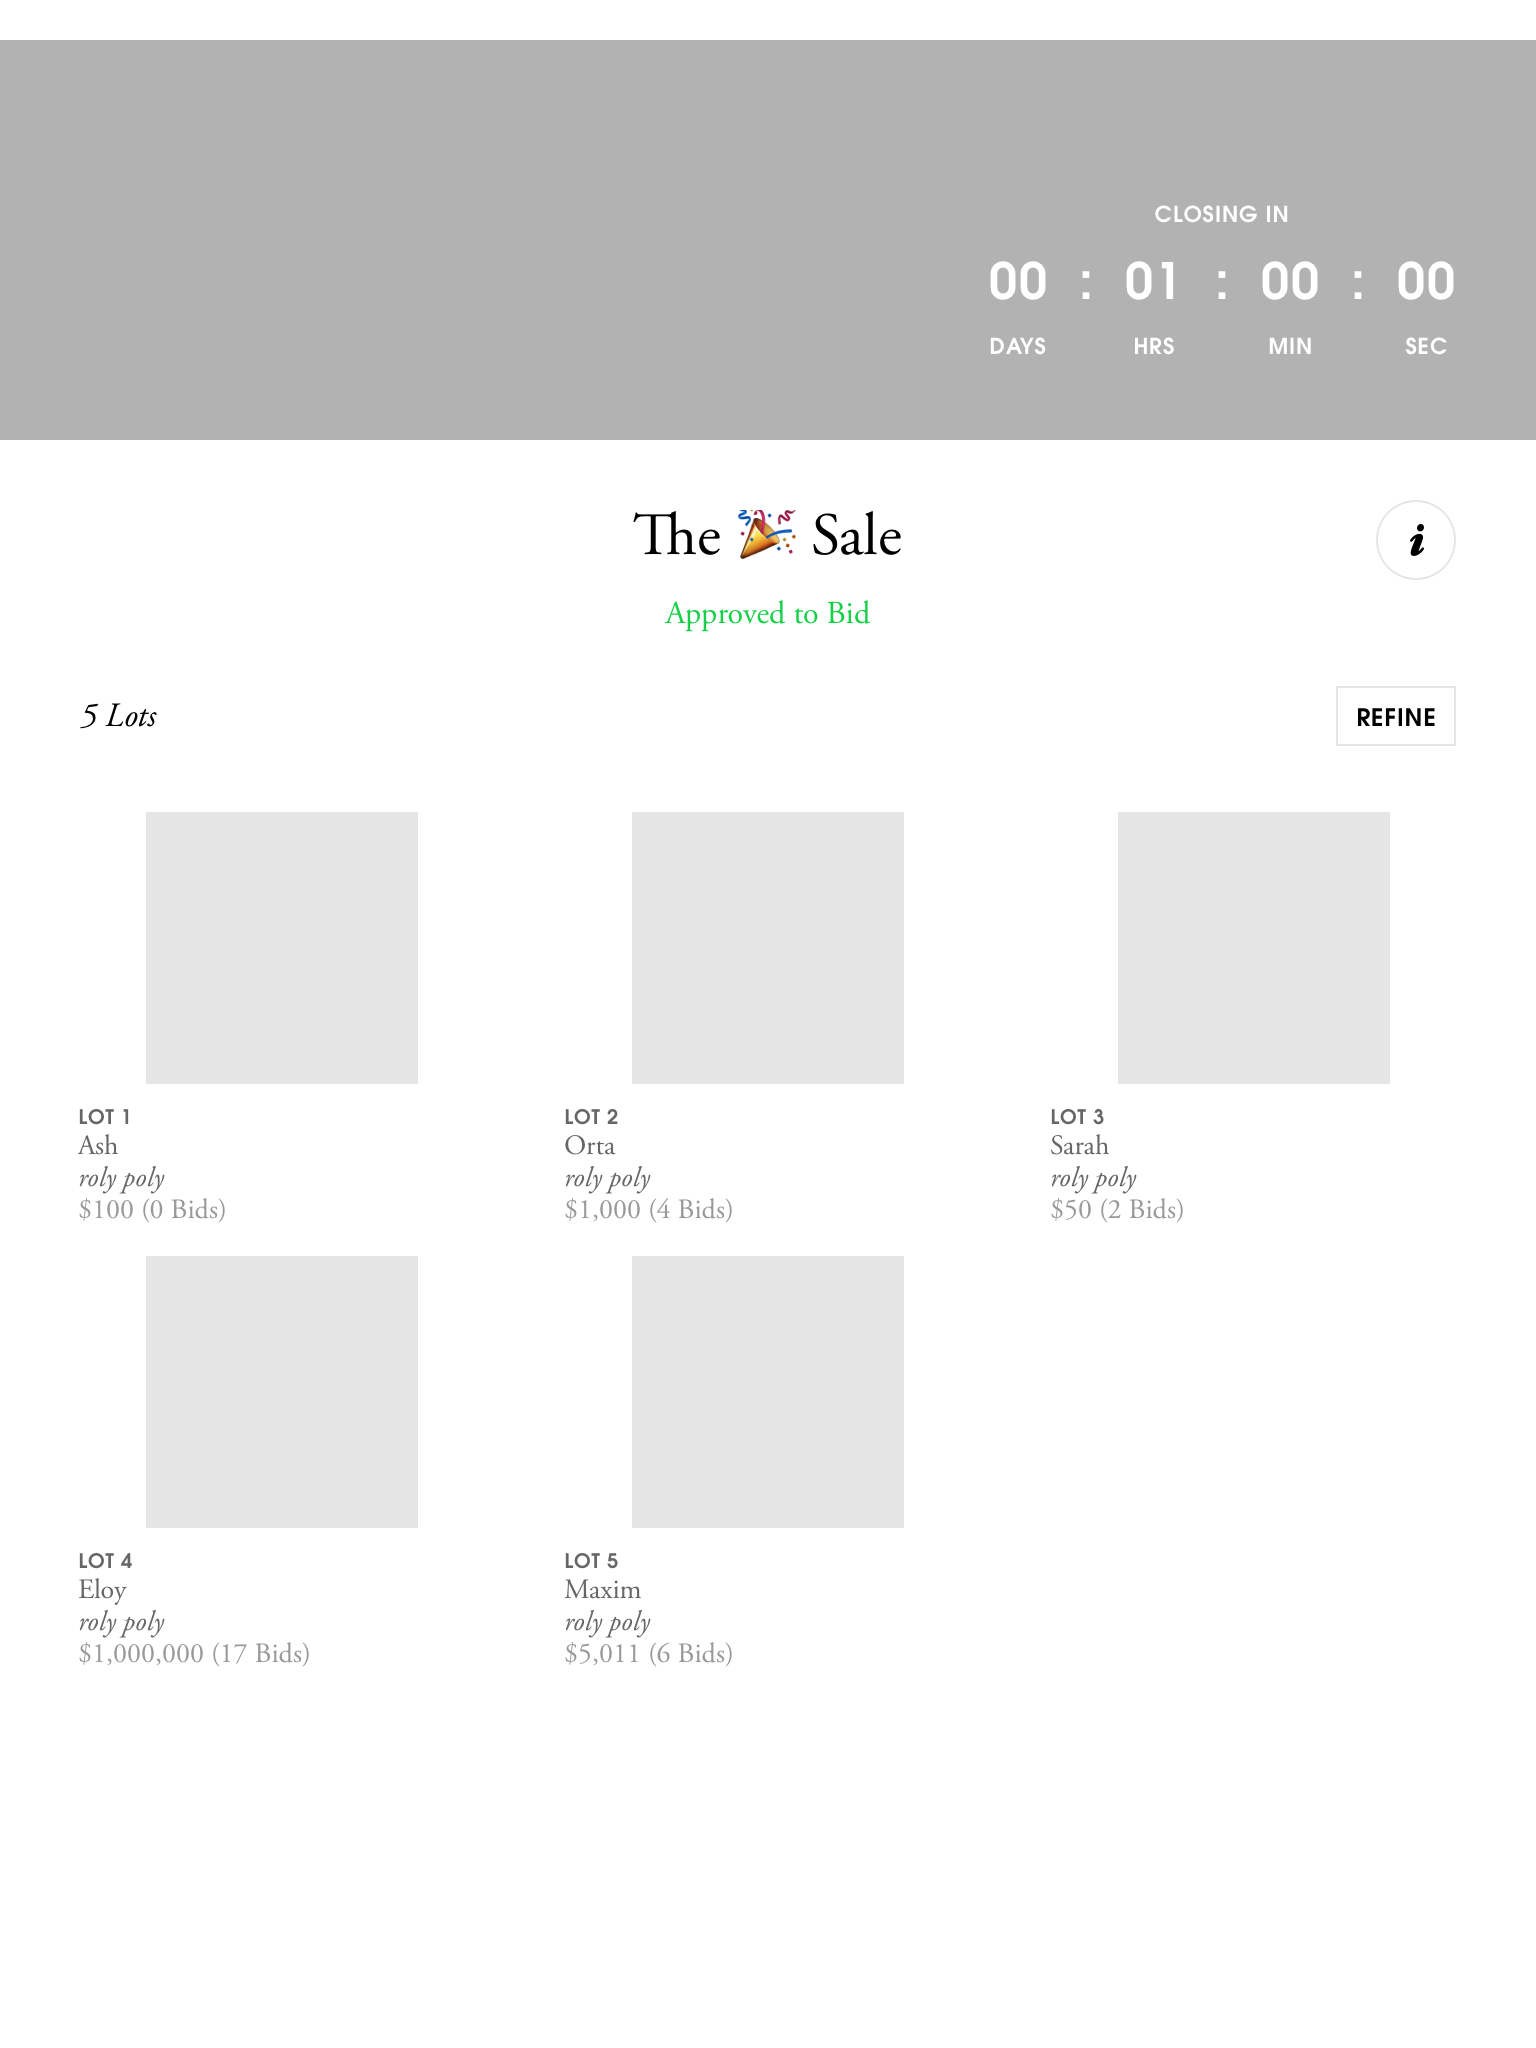 CLOSING IN
00 : 01 : 00 : 00
DAYS HRS MIN SEC
The 🎉 Sale
i
Approved to Bid
5 Lots
REFINE
LOT 1
Ash
roly poly
$100 (0 Bids)
LOT 2
Orta
roly poly
$1,000 (4 Bids)
LOT 3
Sarah
roly poly
$50 (2 Bids)
LOT 4
Eloy
roly poly
$1,000,000 (17 Bids)
LOT 5
Maxim
roly poly
$5,011 (6 Bids)